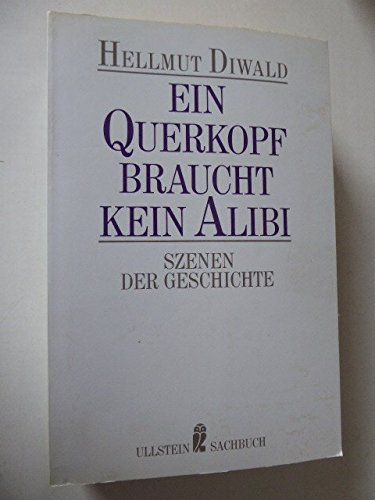 HELLMUT DIWALD
EIN
QUERKOPF
BRAUCHT
KEIN ALIBI
SZENEN
DER GESCHICHTE
ULLSTEIN SACHBUCH